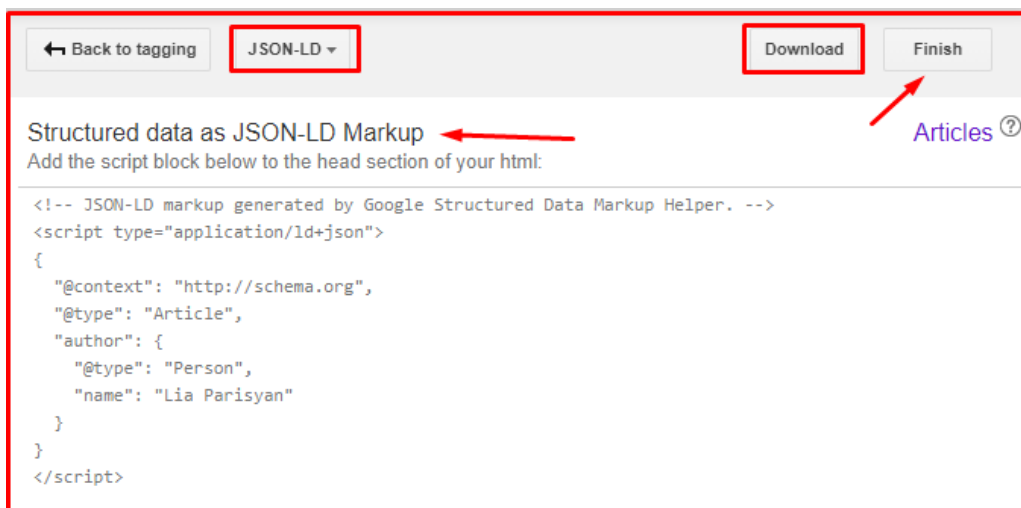 Back to tagging
JSON-LD
Download
Finish
Structured data as JSON-LD Markup
Articles ?
Add the script block below to the head section of your html:
<!-- JSON-LD markup generated by Google Structured Data Markup Helper. -->
<script type="application/ld+json">
{
  "@context": "http://schema.org",
  "@type": "Article",
  "author": {
    "@type": "Person",
    "name": "Lia Parisyan"
  }
}
</script>